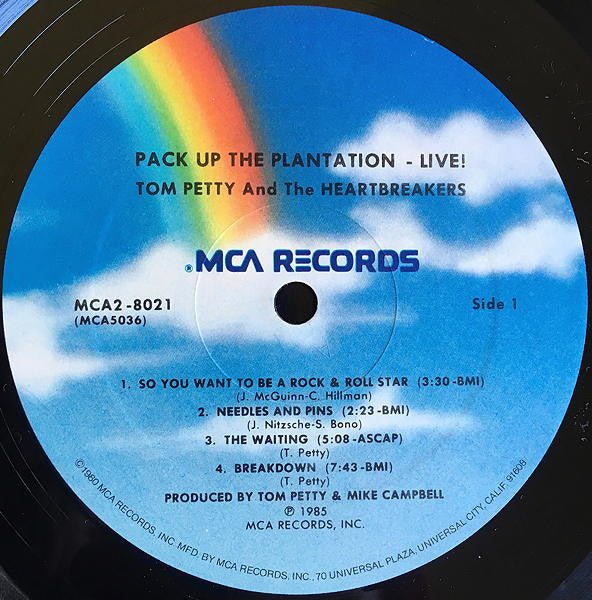 PACK UP THE PLANTATION - LIVE!
TOM PETTY And The HEARTBREAKERS
®MCA RECORDS
MCA2-8021
(MCA5036)
Side 1
1. SO YOU WANT TO BE A ROCK & ROLL STAR (3:30-BMI)
(J. McGuinn-C. Hillman)
2. NEEDLES AND PINS (2:23-BMI)
(J. Nitzsche-S. Bono)
3. THE WAITING (5:08-ASCAP)
(T. Petty)
4. BREAKDOWN (7:43-BMI)
(T. Petty)
PRODUCED BY TOM PETTY & MIKE CAMPBELL
℗ 1985
MCA RECORDS, INC.
©1980 MCA RECORDS, INC. MFD. BY MCA RECORDS, INC., 70 UNIVERSAL PLAZA, UNIVERSAL CITY, CALIF. 91608